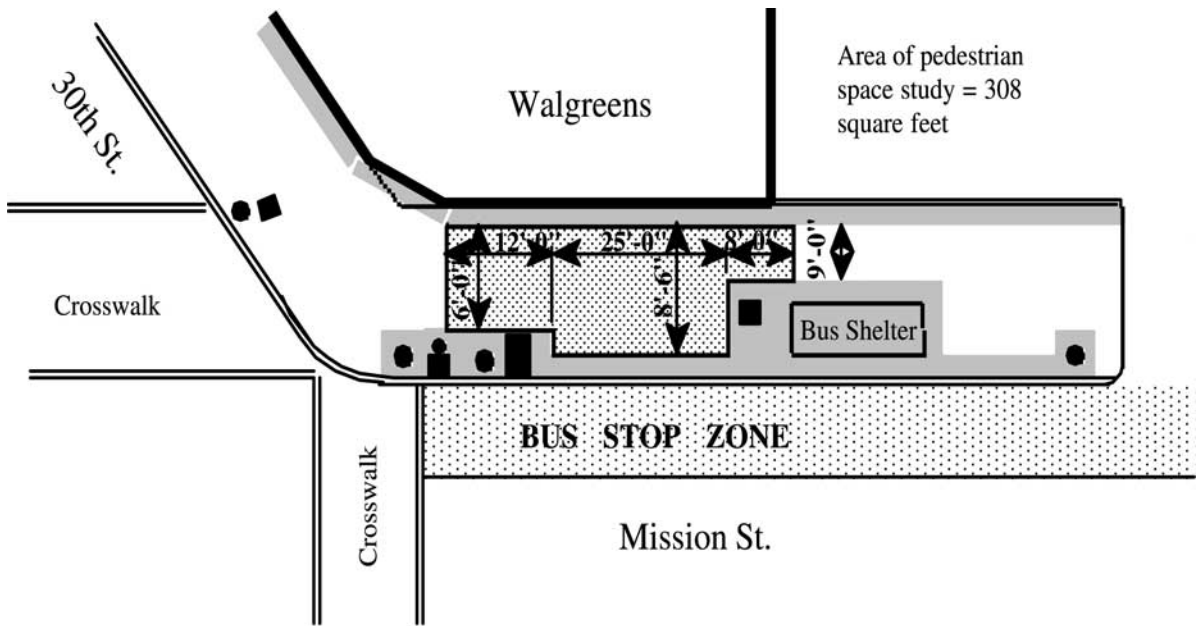 30th St.
Walgreens
Area of pedestrian
space study = 308
square feet
12'-0"
25'-0"
8'-0"
6'-0"
8'-6"
9'-0"
Crosswalk
Bus Shelter
BUS STOP ZONE
Crosswalk
Mission St.